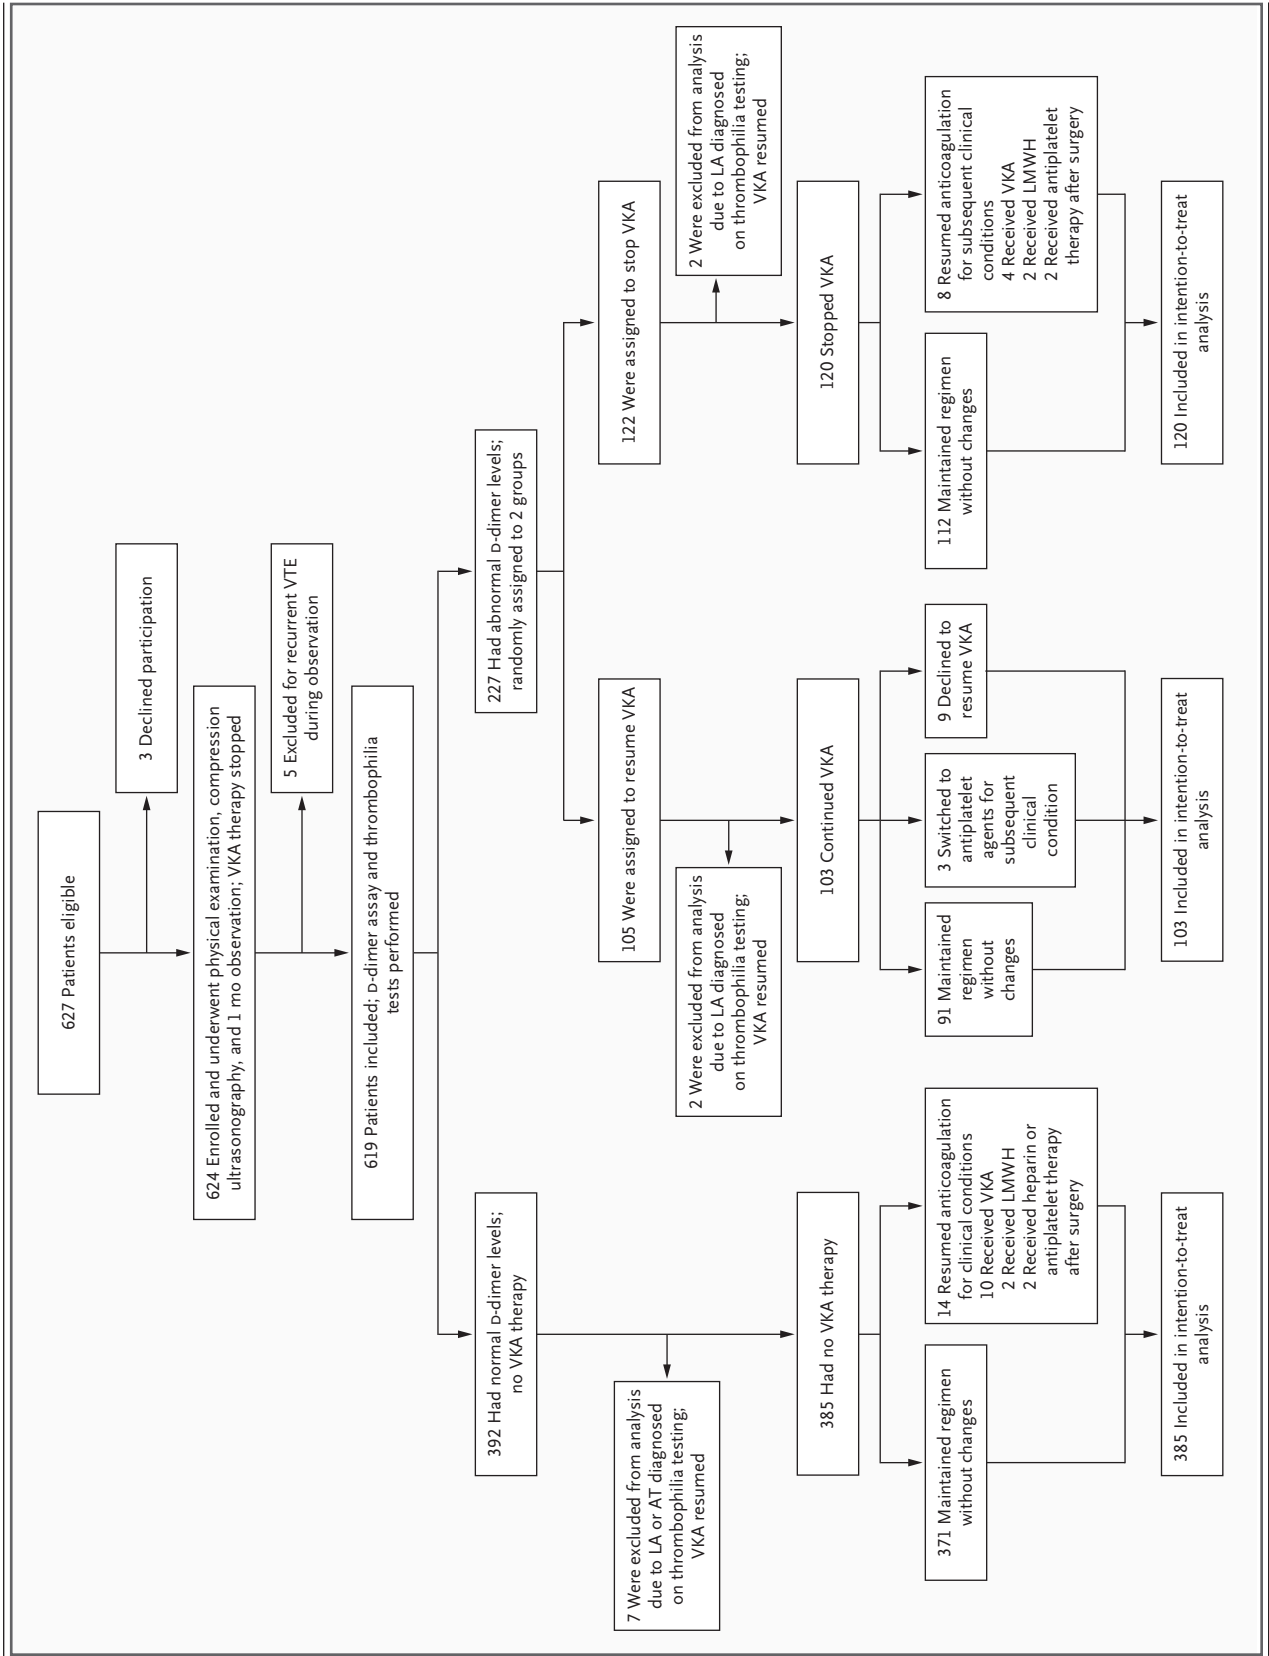 627 Patients eligible
3 Declined participation
624 Enrolled and underwent physical examination, compression
ultrasonography, and 1 mo observation; VKA therapy stopped
5 Excluded for recurrent VTE
during observation
619 Patients included; D-dimer assay and thrombophilia
tests performed
392 Had normal D-dimer levels;
no VKA therapy
227 Had abnormal D-dimer levels;
randomly assigned to 2 groups
7 Were excluded from analysis
due to LA or AT diagnosed
on thrombophilia testing;
VKA resumed
105 Were assigned to resume VKA
122 Were assigned to stop VKA
2 Were excluded from analysis
due to LA diagnosed
on thrombophilia testing;
VKA resumed
2 Were excluded from analysis
due to LA diagnosed
on thrombophilia testing;
VKA resumed
385 Had no VKA therapy
103 Continued VKA
120 Stopped VKA
371 Maintained regimen
without changes
14 Resumed anticoagulation
for clinical conditions
10 Received VKA
2 Received LMWH
2 Received heparin or
antiplatelet therapy
after surgery
91 Maintained
regimen
without
changes
3 Switched to
antiplatelet
agents for
subsequent
clinical
condition
9 Declined to
resume VKA
112 Maintained regimen
without changes
8 Resumed anticoagulation
for subsequent clinical
conditions
4 Received VKA
2 Received LMWH
2 Received antiplatelet
therapy after surgery
385 Included in intention-to-treat
analysis
103 Included in intention-to-treat
analysis
120 Included in intention-to-treat
analysis